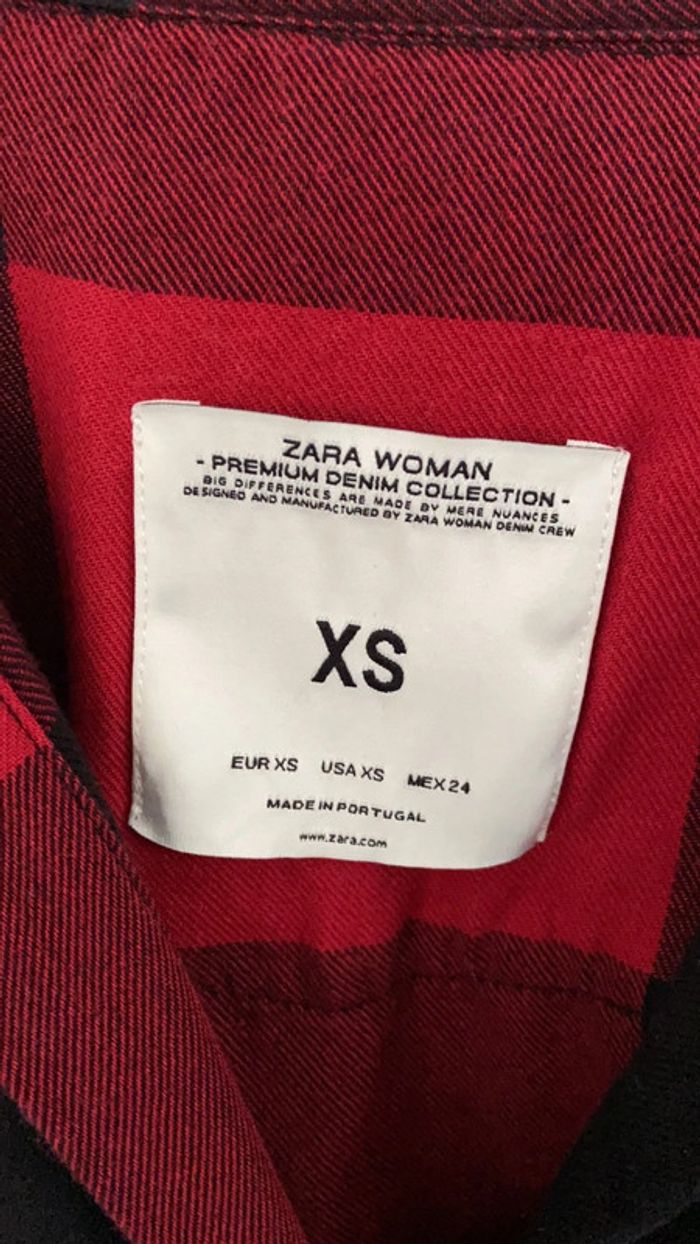 ZARA WOMAN
- PREMIUM DENIM COLLECTION -
BIG DIFFERENCES ARE MADE BY MERE NUANCES
DESIGNED AND MANUFACTURED BY ZARA WOMAN DENIM CREW
XS
EUR XS USA XS MEX 24
MADE IN PORTUGAL
www.zara.com